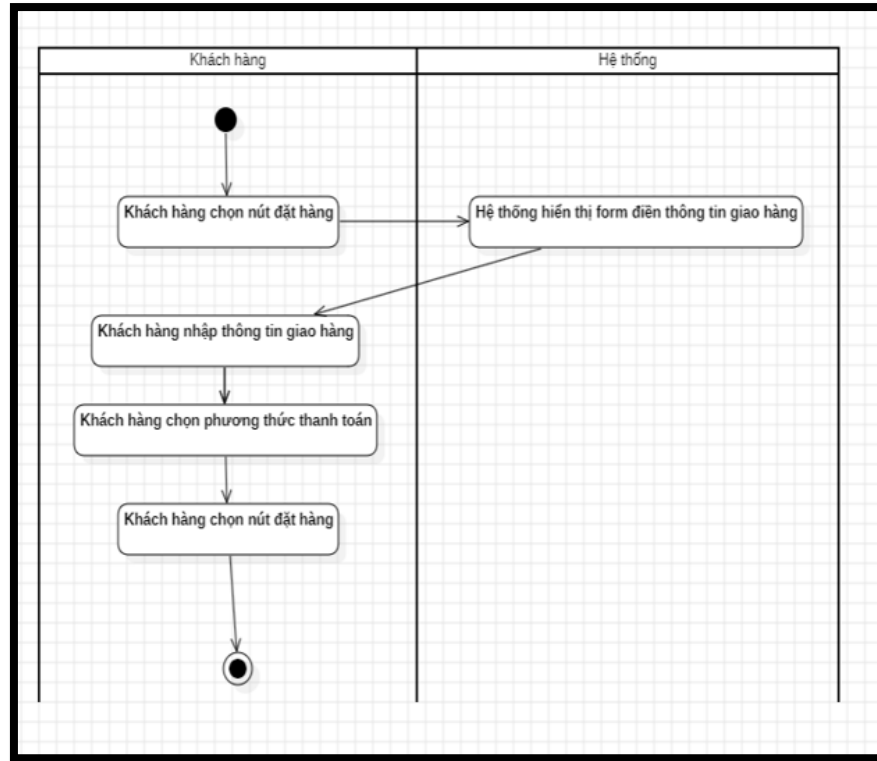 Khách hàng
Hệ thống
Khách hàng chọn nút đặt hàng
Hệ thống hiển thị form điền thông tin giao hàng
Khách hàng nhập thông tin giao hàng
Khách hàng chọn phương thức thanh toán
Khách hàng chọn nút đặt hàng